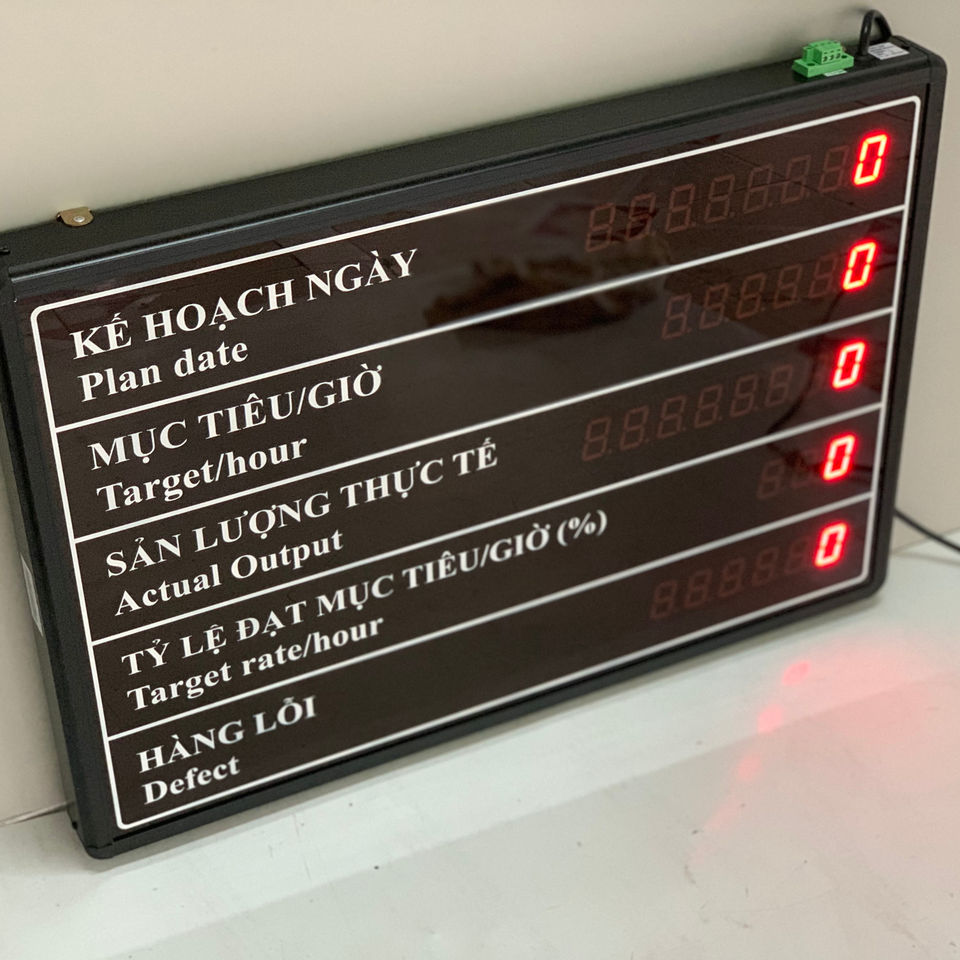 KẾ HOẠCH NGÀY
0
Plan date
MỤC TIÊU/GIỜ
0
Target/hour
SẢN LƯỢNG THỰC TẾ
0
Actual Output
TỶ LỆ ĐẠT MỤC TIÊU/GIỜ (%)
0
Target rate/hour
HÀNG LỖI
0
Defect